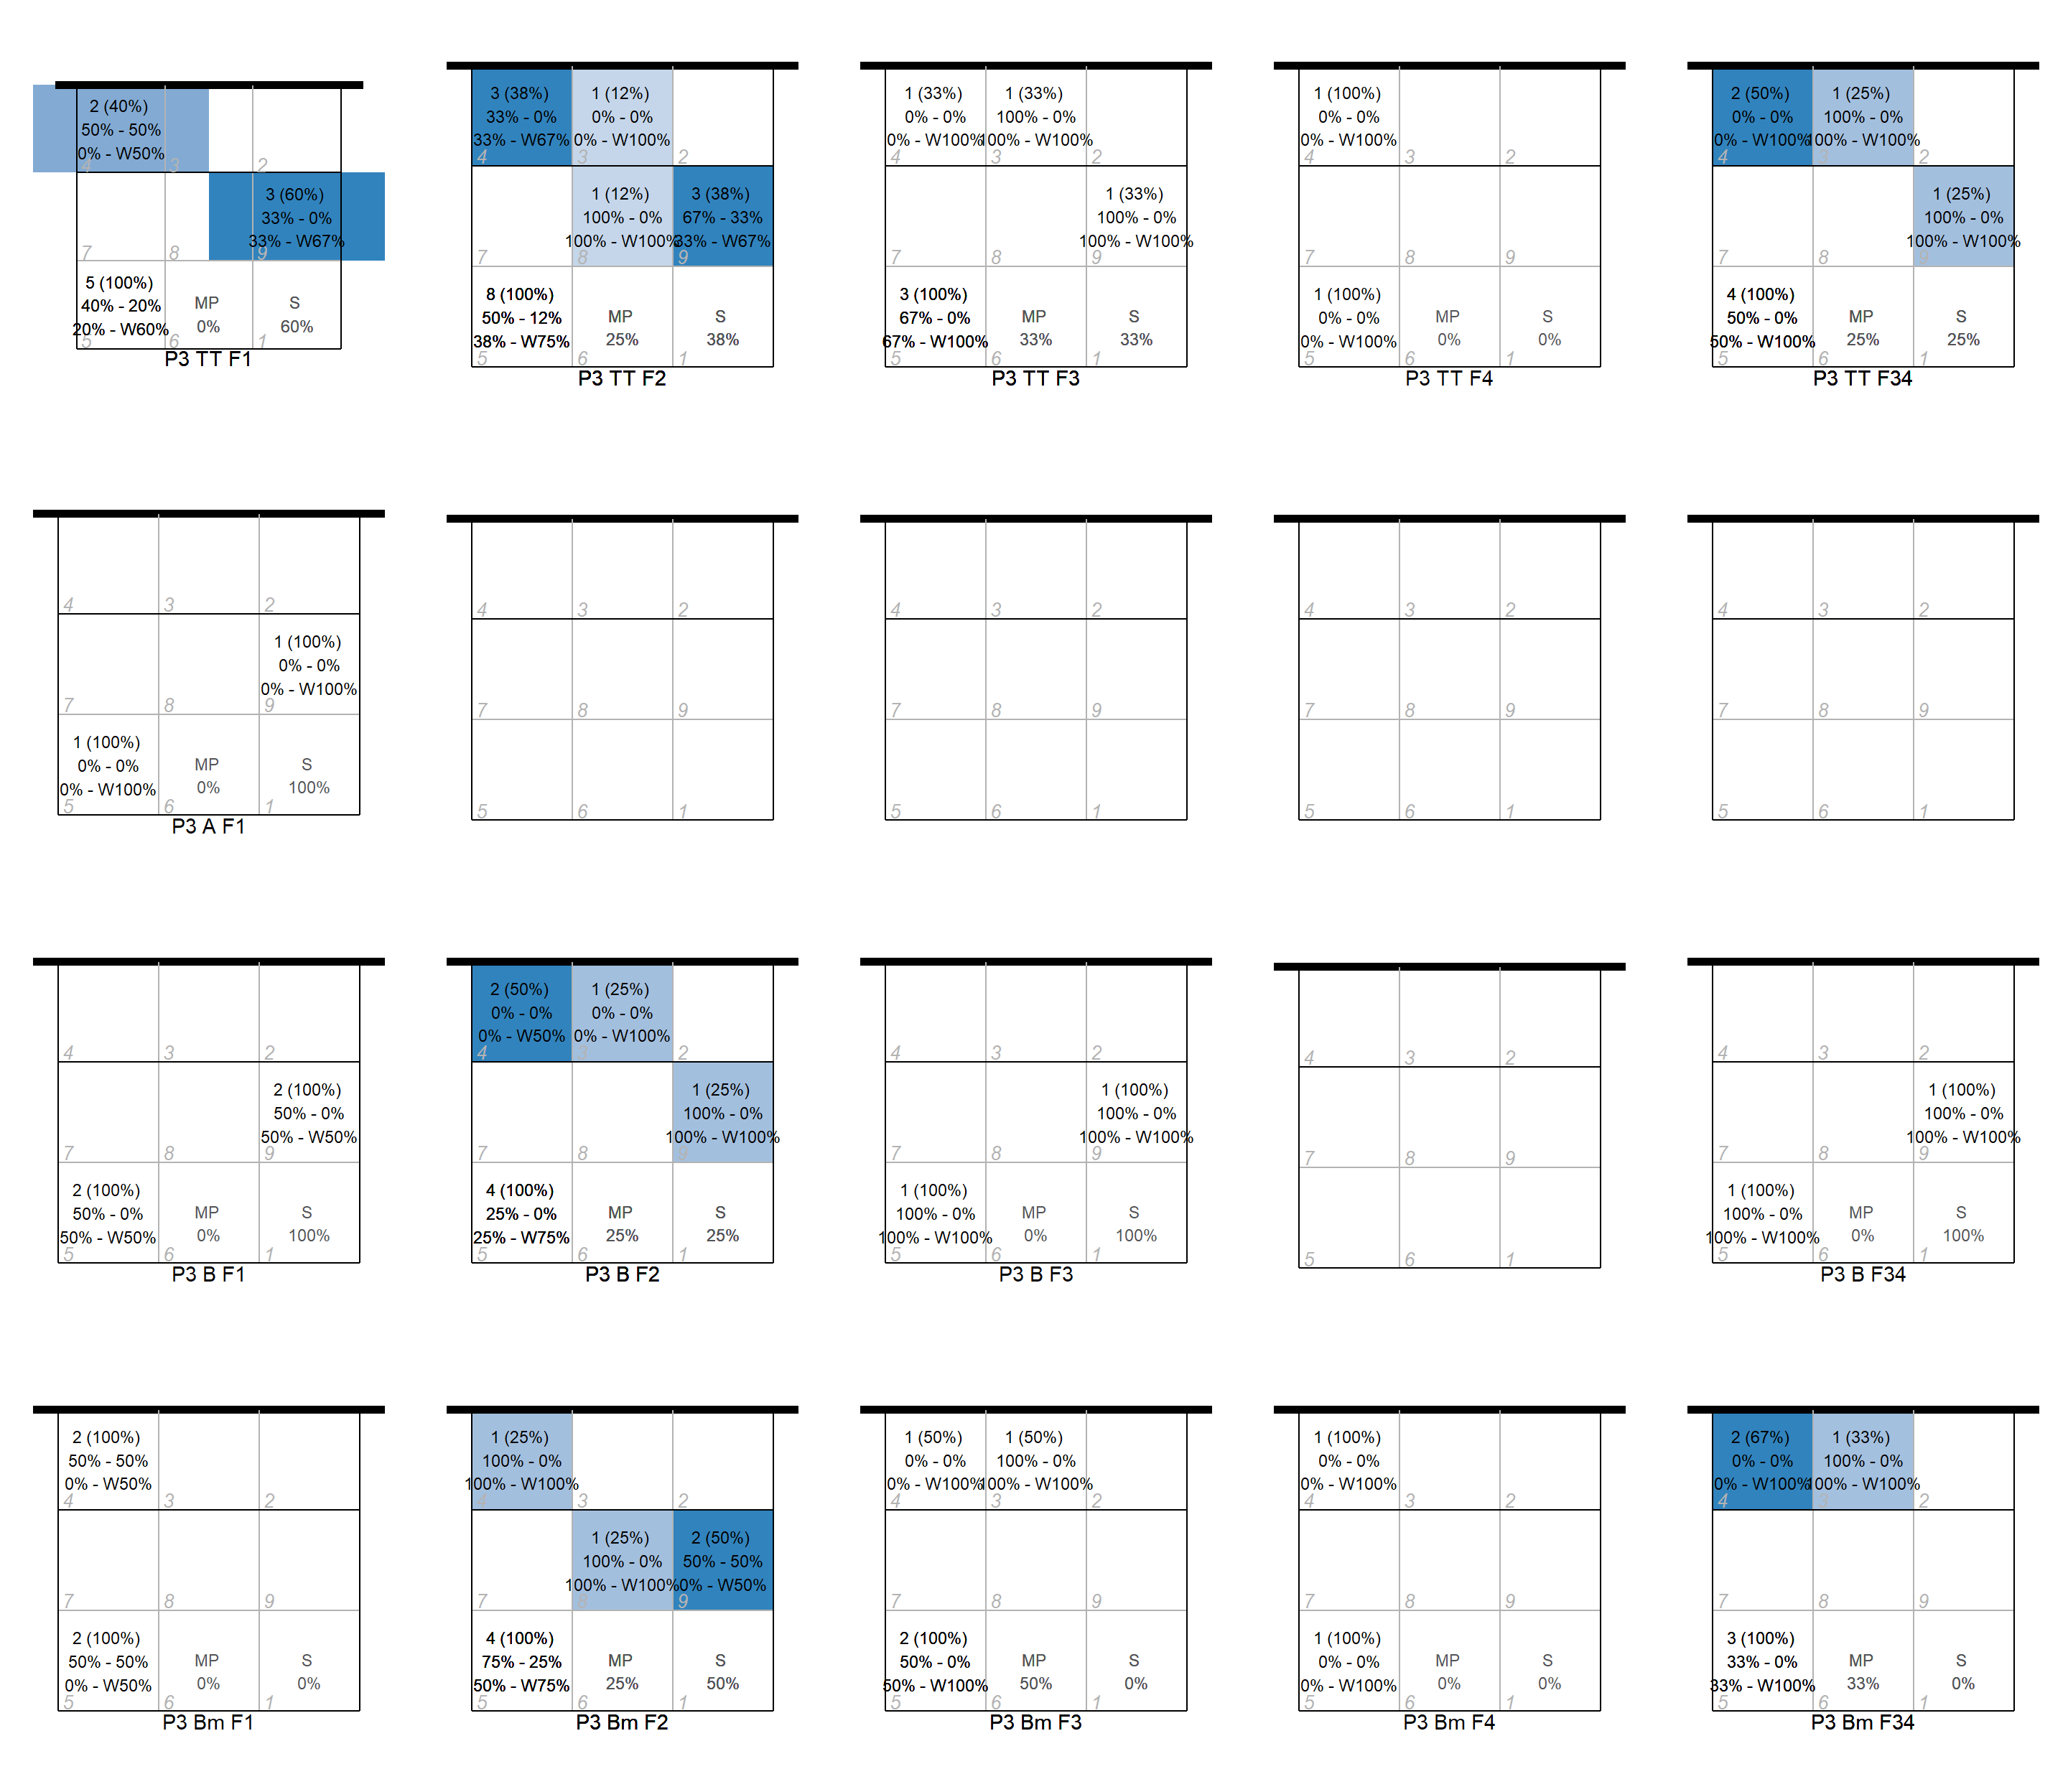 2 (40%)
50% - 50%
0% - W50%
4 3 2
3 (60%)
33% - 0%
33% - W67%
7 8 9
5 (100%)
40% - 20%
20% - W60%
MP
0%
S
60%
5 6 1
P3 TT F1
3 (38%)
33% - 0%
33% - W67%
1 (12%)
0% - 0%
0% - W100%
4 3 2
1 (12%)
100% - 0%
100% - W100%
3 (38%)
67% - 33%
33% - W67%
7 8 9
8 (100%)
50% - 12%
38% - W75%
MP
25%
S
38%
5 6 1
P3 TT F2
1 (33%)
0% - 0%
0% - W100%
1 (33%)
100% - 0%
100% - W100%
4 3 2
1 (33%)
100% - 0%
100% - W100%
7 8 9
3 (100%)
67% - 0%
67% - W100%
MP
33%
S
33%
5 6 1
P3 TT F3
1 (100%)
0% - 0%
0% - W100%
4 3 2
7 8 9
1 (100%)
0% - 0%
0% - W100%
MP
0%
S
0%
5 6 1
P3 TT F4
2 (50%)
0% - 0%
0% - W100%
1 (25%)
100% - 0%
100% - W100%
4 3 2
1 (25%)
100% - 0%
100% - W100%
7 8 9
4 (100%)
50% - 0%
50% - W100%
MP
25%
S
25%
5 6 1
P3 TT F34
4 3 2
1 (100%)
0% - 0%
0% - W100%
7 8 9
1 (100%)
0% - 0%
0% - W100%
MP
0%
S
100%
5 6 1
P3 A F1
4 3 2
7 8 9
5 6 1
4 3 2
7 8 9
5 6 1
4 3 2
7 8 9
5 6 1
4 3 2
7 8 9
5 6 1
4 3 2
2 (100%)
50% - 0%
50% - W50%
7 8 9
2 (100%)
50% - 0%
50% - W50%
MP
0%
S
100%
5 6 1
P3 B F1
2 (50%)
0% - 0%
0% - W50%
1 (25%)
0% - 0%
0% - W100%
4 3 2
1 (25%)
100% - 0%
100% - W100%
7 8 9
4 (100%)
25% - 0%
25% - W75%
MP
25%
S
25%
5 6 1
P3 B F2
4 3 2
1 (100%)
100% - 0%
100% - W100%
7 8 9
1 (100%)
100% - 0%
100% - W100%
MP
0%
S
100%
5 6 1
P3 B F3
4 3 2
7 8 9
5 6 1
4 3 2
1 (100%)
100% - 0%
100% - W100%
7 8 9
1 (100%)
100% - 0%
100% - W100%
MP
0%
S
100%
5 6 1
P3 B F34
2 (100%)
50% - 50%
0% - W50%
4 3 2
7 8 9
2 (100%)
50% - 50%
0% - W50%
MP
0%
S
0%
5 6 1
P3 Bm F1
1 (25%)
100% - 0%
100% - W100%
4 3 2
1 (25%)
100% - 0%
100% - W100%
2 (50%)
50% - 50%
0% - W50%
7 8 9
4 (100%)
75% - 25%
50% - W75%
MP
25%
S
50%
5 6 1
P3 Bm F2
1 (50%)
0% - 0%
0% - W100%
1 (50%)
100% - 0%
100% - W100%
4 3 2
7 8 9
2 (100%)
50% - 0%
50% - W100%
MP
50%
S
0%
5 6 1
P3 Bm F3
1 (100%)
0% - 0%
0% - W100%
4 3 2
7 8 9
1 (100%)
0% - 0%
0% - W100%
MP
0%
S
0%
5 6 1
P3 Bm F4
2 (67%)
0% - 0%
0% - W100%
1 (33%)
100% - 0%
100% - W100%
4 3 2
7 8 9
3 (100%)
33% - 0%
33% - W100%
MP
33%
S
0%
5 6 1
P3 Bm F34